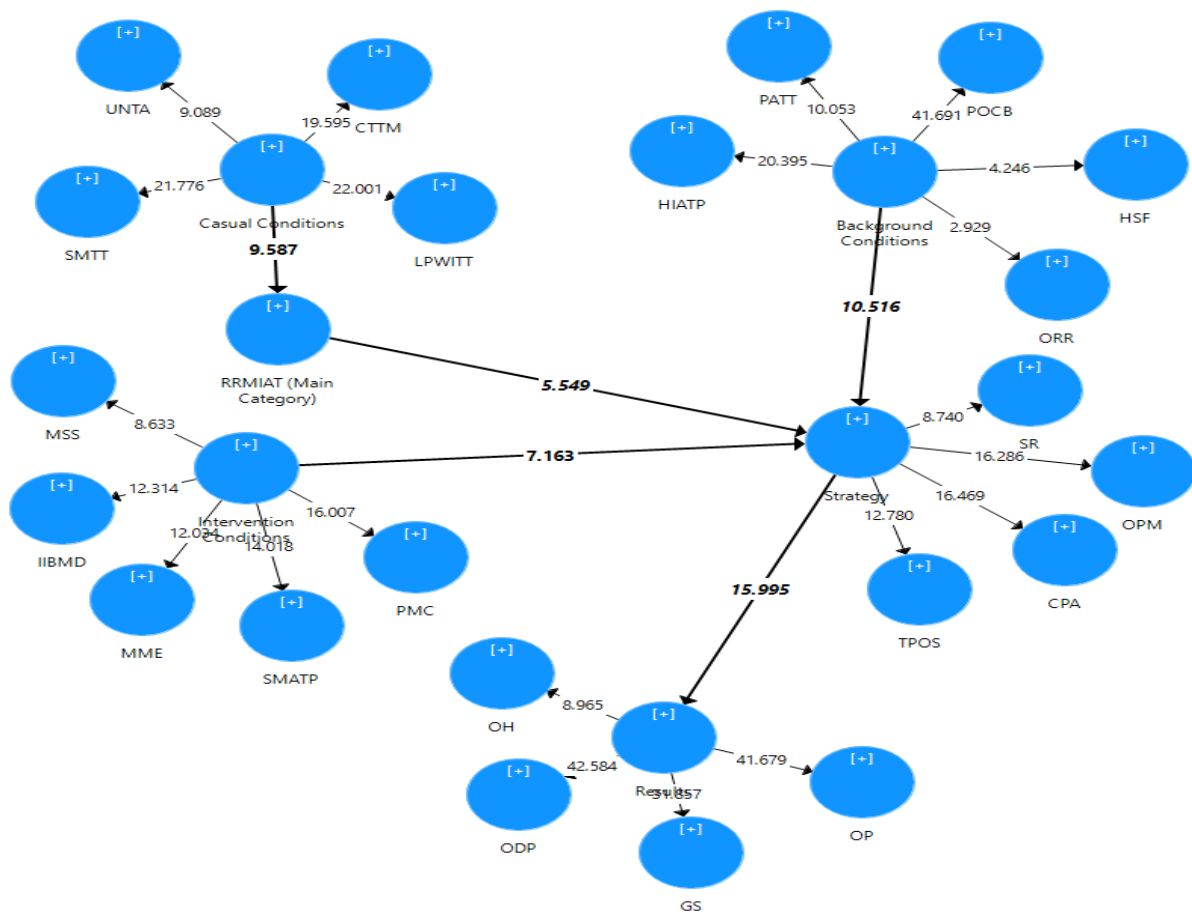 [+]
UNTA
[+]
CTTM
9.089
19.595
[+]
SMTT
21.776
[+]
Casual Conditions
22.001
[+]
LPWITT
9.587
[+]
RRMIAT (Main
Category)
[+]
PATT
10.053
[+]
POCB
41.691
[+]
HIATP
20.395
[+]
Background
Conditions
4.246
[+]
HSF
2.929
[+]
ORR
10.516
5.549
7.163
[+]
MSS
8.633
[+]
Intervention
Conditions
[+]
IIBMD
12.314
12.034
14.018
16.007
[+]
MME
[+]
SMATP
[+]
PMC
[+]
Strategy
8.740
[+]
SR
16.286
[+]
OPM
16.469
[+]
CPA
12.780
[+]
TPOS
15.995
[+]
OH
8.965
[+]
Results
42.584
[+]
ODP
31.857
[+]
GS
41.679
[+]
OP